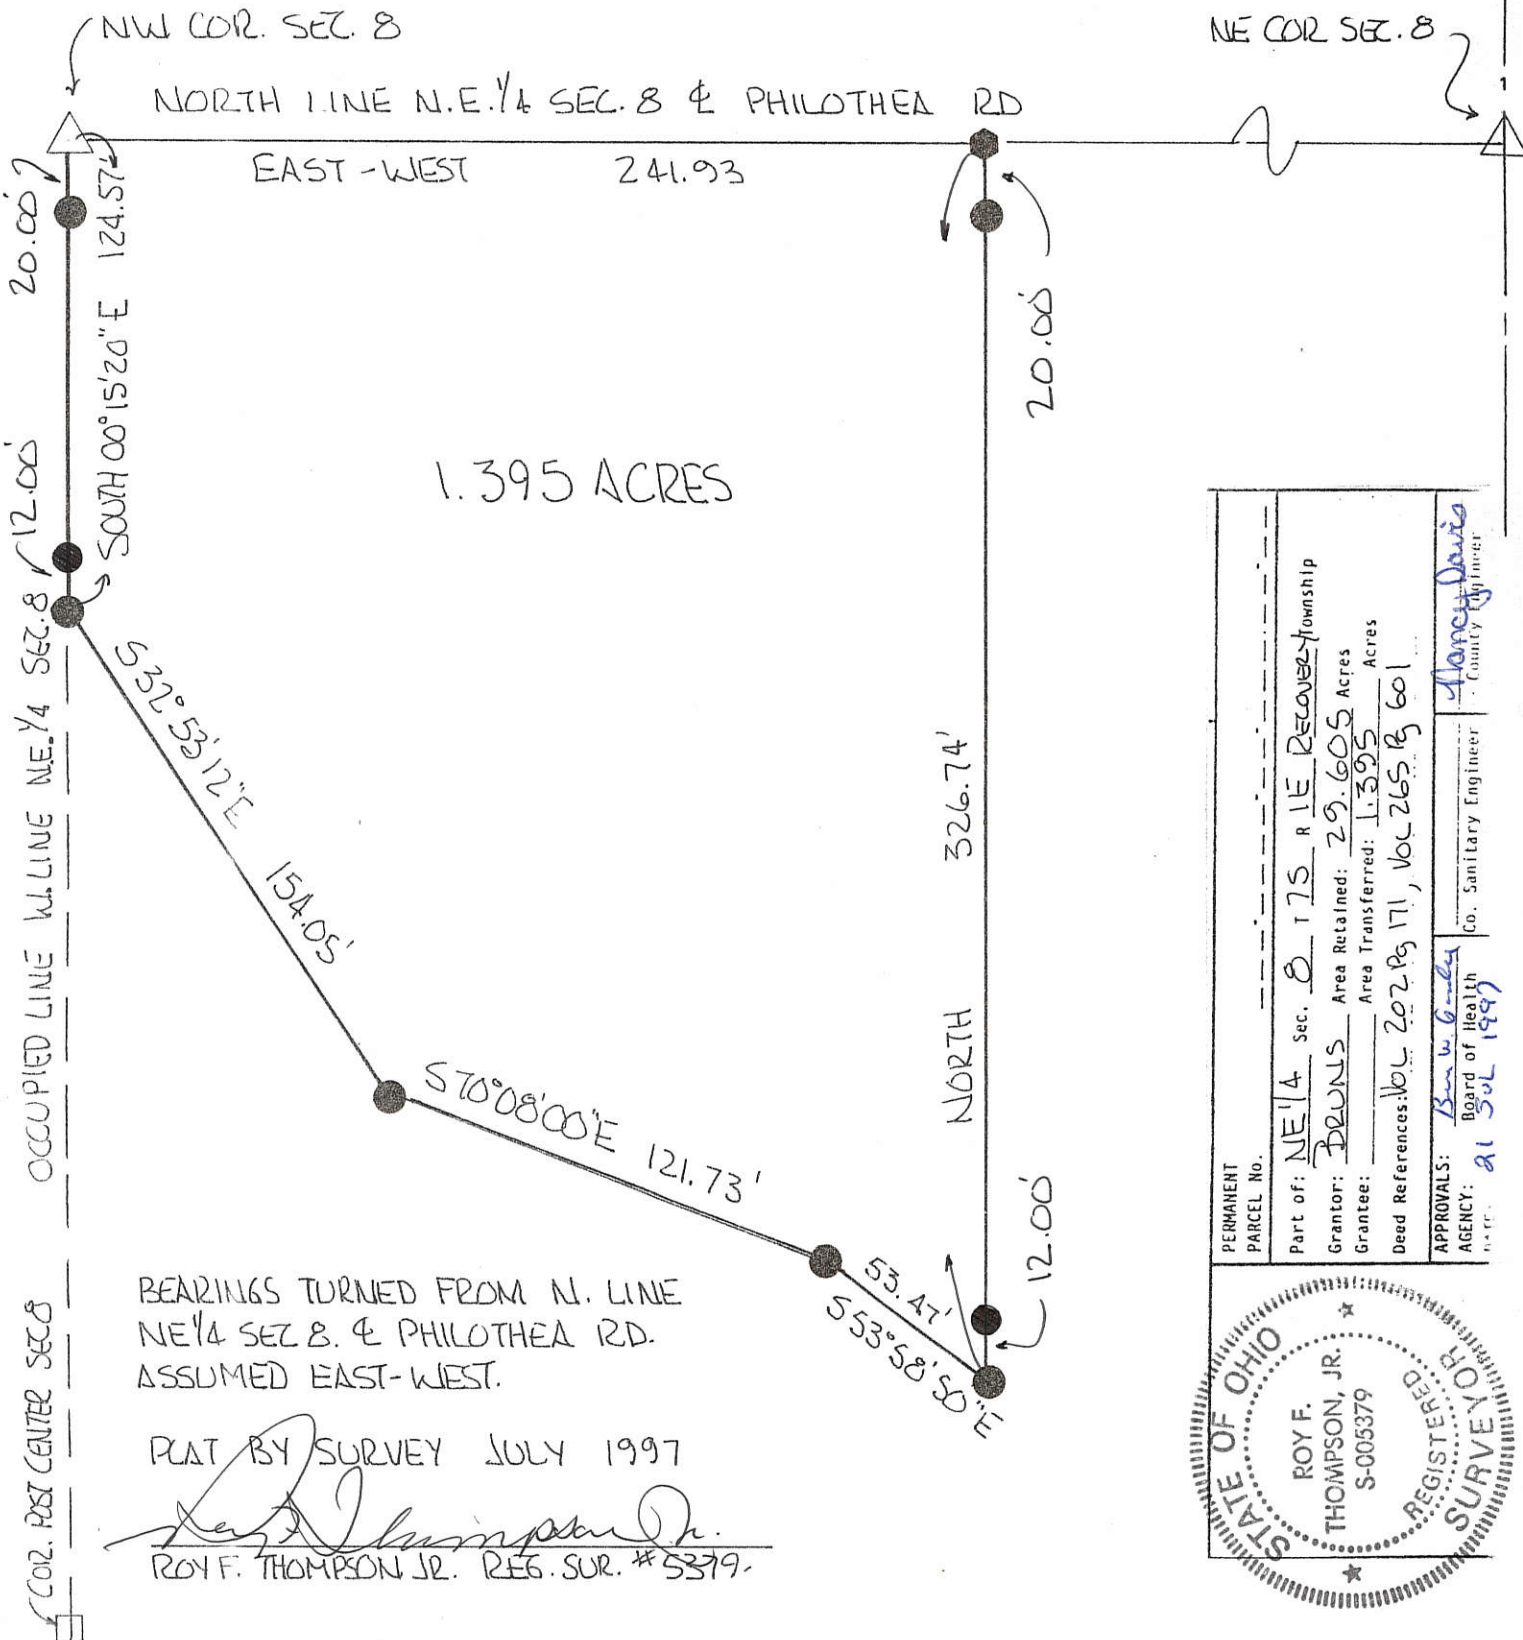 NW COR. SEC. 8
NE COR SEC. 8
NORTH LINE N.E.1/4 SEC. 8 ℄ PHILOTHEA RD
EAST-WEST 241.93
20.00'
SOUTH 00°15'20"E 124.57'
12.00'
OCCUPIED LINE W.LINE NE.1/4 SEC.8
COR. POST CENTER SEC8
1.395 ACRES
20.00'
NORTH 326.74'
12.00'
S32°53'12"E 154.05'
S70°08'00"E 121.73'
53.47'
S53°58'50"E
BEARINGS TURNED FROM N. LINE
NE1/4 SEC 8. ℄ PHILOTHEA RD.
ASSUMED EAST-WEST.
PLAT BY SURVEY JULY 1997
ROY F. THOMPSON JR. REG. SUR. #5379.
PERMANENT
PARCEL No.
Part of: NE1/4 Sec. 8 T 7S R 1E RECOVERY Township
Grantor: BRUNS Area Retained: 29.605 Acres
Grantee: Area Transferred: 1.395 Acres
Deed References: VOL 202 Pg 171, VOL 265 Pg 601
APPROVALS:
AGENCY: Board of Health Co. Sanitary Engineer County Engineer
Nancy Davis
21 JUL 1997
STATE OF OHIO
ROY F.
THOMPSON, JR.
S-005379
REGISTERED
SURVEYOR